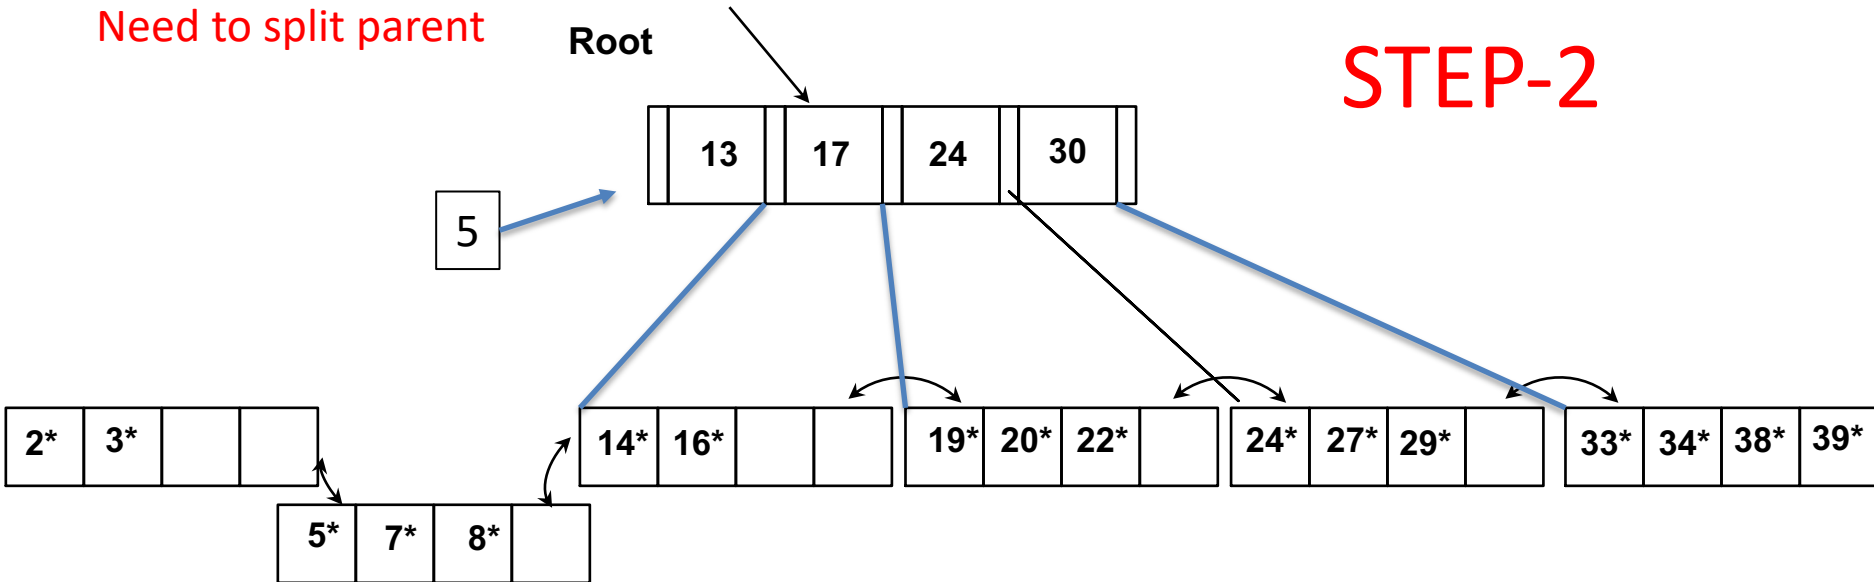 Need to split parent
Root
STEP-2
13 17 24 30
5
2* 3*
14* 16*
19* 20* 22*
24* 27* 29*
33* 34* 38* 39*
5* 7* 8*